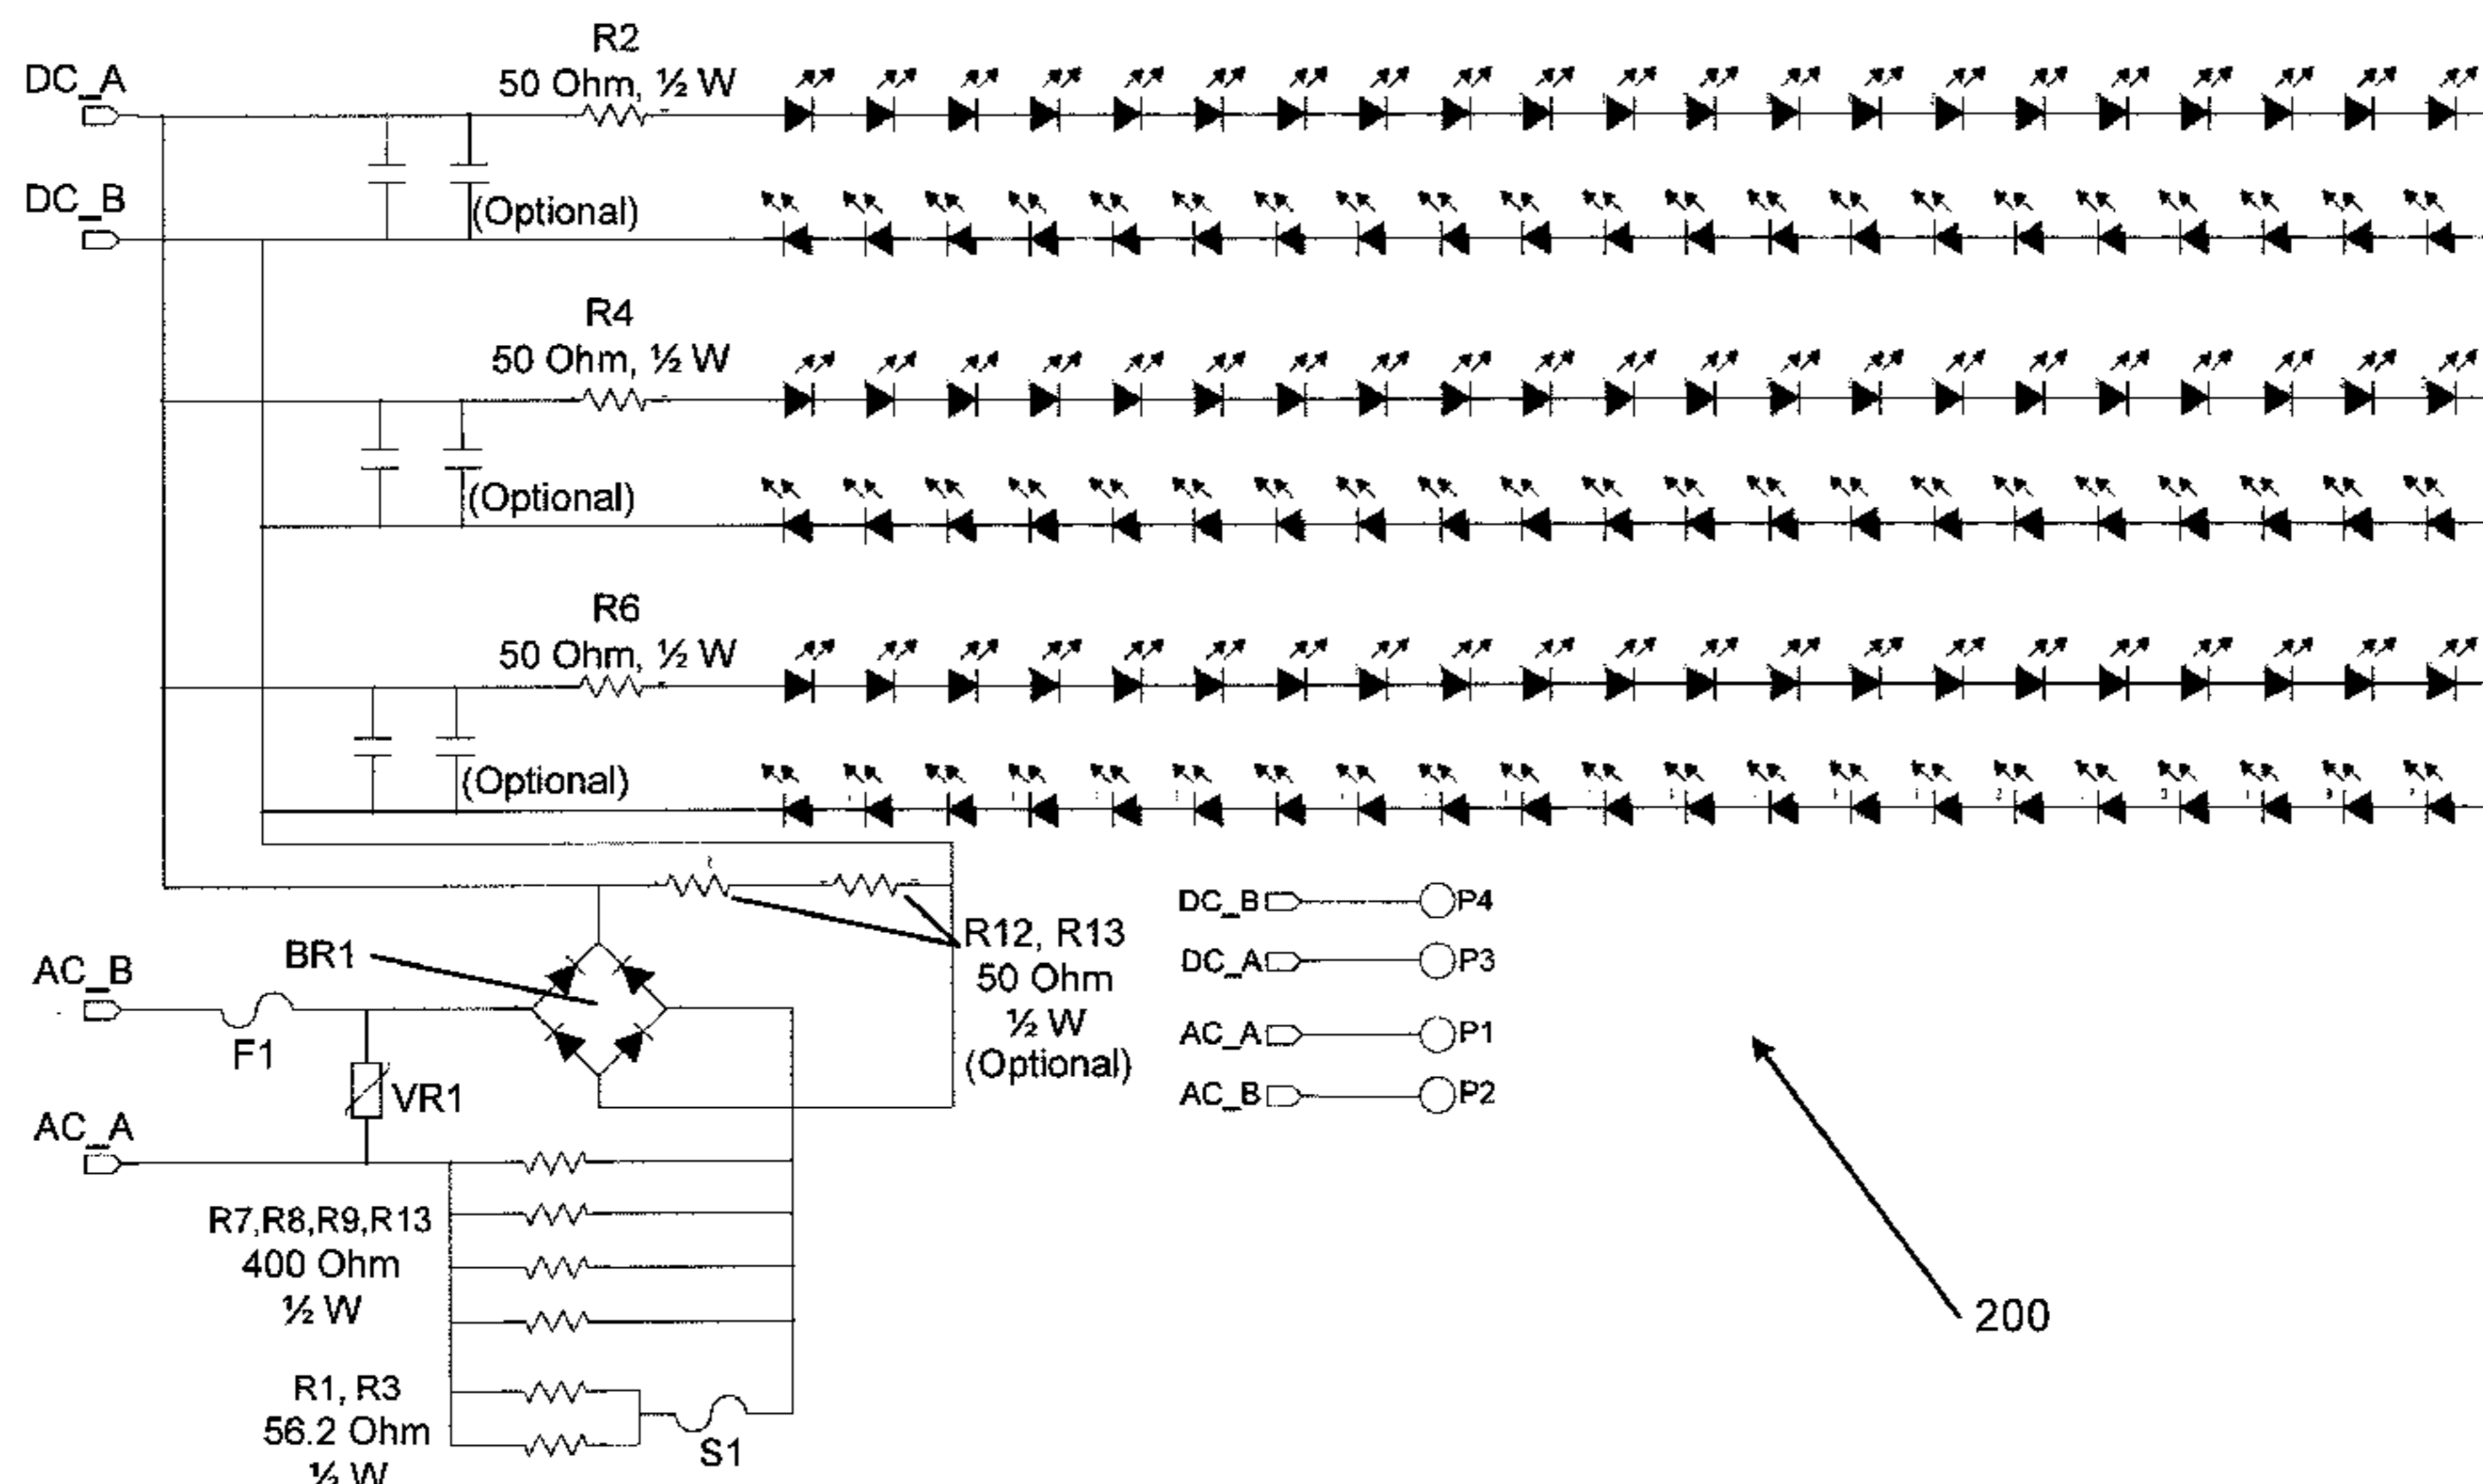 R2
50 Ohm, ½ W
DC_A
DC_B
(Optional)
R4
50 Ohm, ½ W
(Optional)
R6
50 Ohm, ½ W
(Optional)
R12, R13
50 Ohm
½ W
(Optional)
BR1
AC_B
F1
VR1
AC_A
R7,R8,R9,R13
400 Ohm
½ W
R1, R3
56.2 Ohm
½ W
S1
DC_B P4
DC_A P3
AC_A P1
AC_B P2
200